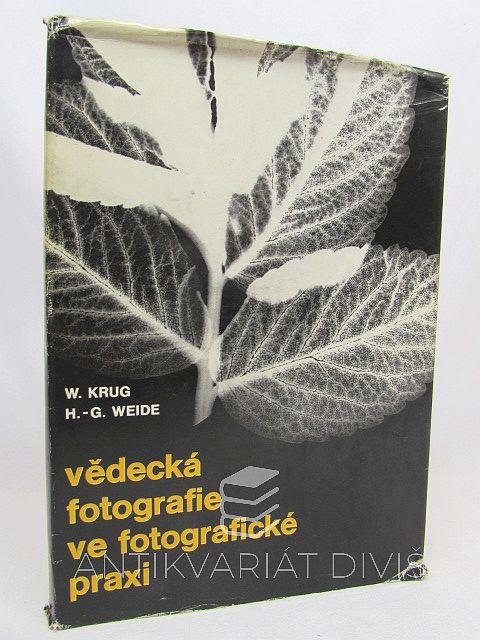 W. KRUG
H.-G. WEIDE
vědecká
fotografie
ve fotografické
praxi
ANTIKVARIÁT DIVIŠ